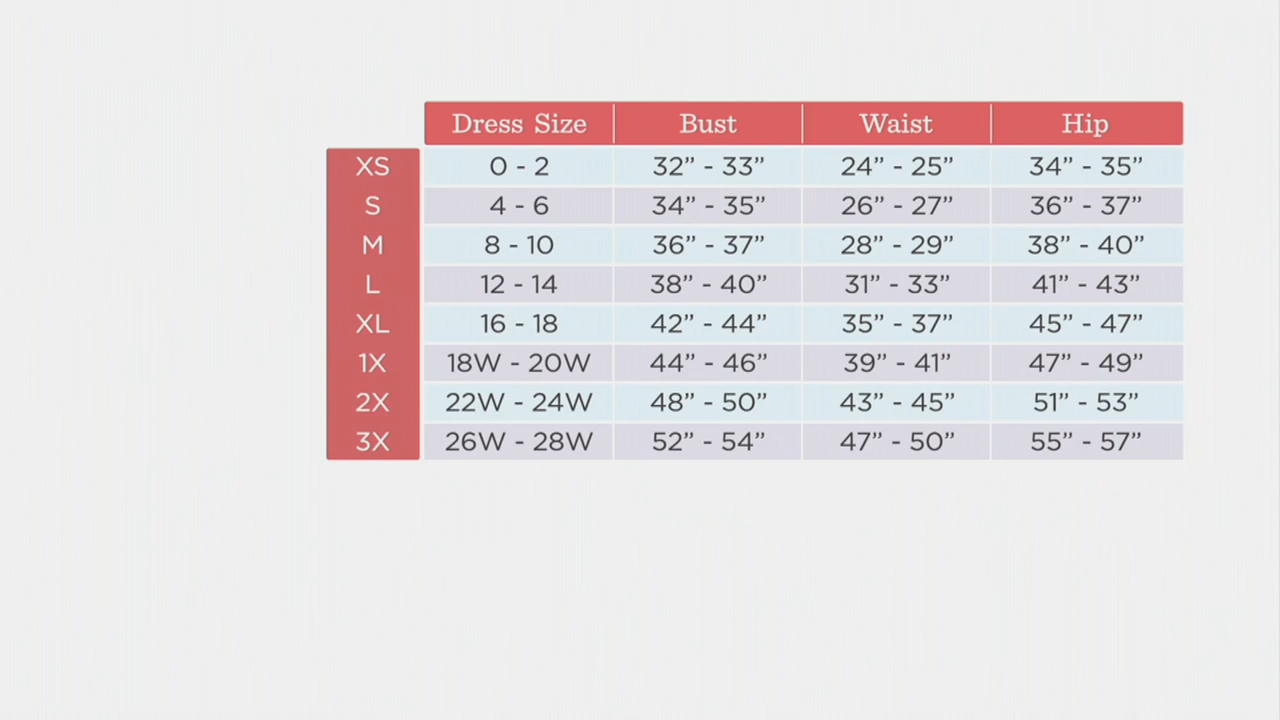 Dress Size Bust Waist Hip
XS 0 - 2 32” - 33” 24” - 25” 34” - 35”
S 4 - 6 34” - 35” 26” - 27” 36” - 37”
M 8 - 10 36” - 37” 28” - 29” 38” - 40”
L 12 - 14 38” - 40” 31” - 33” 41” - 43”
XL 16 - 18 42” - 44” 35” - 37” 45” - 47”
1X 18W - 20W 44” - 46” 39” - 41” 47” - 49”
2X 22W - 24W 48” - 50” 43” - 45” 51” - 53”
3X 26W - 28W 52” - 54” 47” - 50” 55” - 57”